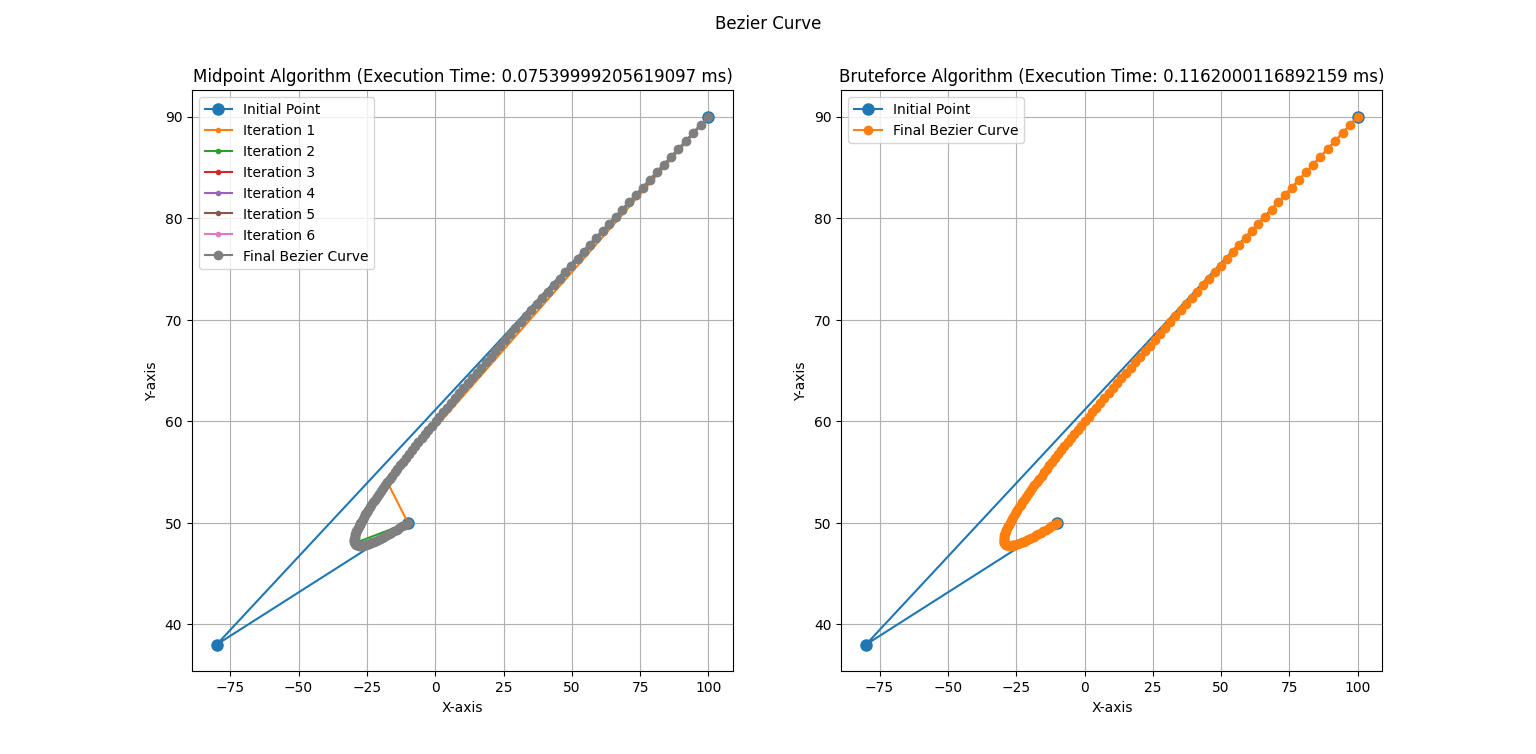 Bezier Curve
Midpoint Algorithm (Execution Time: 0.07539999205619097 ms)
Initial Point
Iteration 1
Iteration 2
Iteration 3
Iteration 4
Iteration 5
Iteration 6
Final Bezier Curve
90
80
70
60
50
40
Y-axis
−75
−50
−25
0
25
50
75
100
X-axis
Bruteforce Algorithm (Execution Time: 0.1162000116892159 ms)
Initial Point
Final Bezier Curve
90
80
70
60
50
40
Y-axis
−75
−50
−25
0
25
50
75
100
X-axis